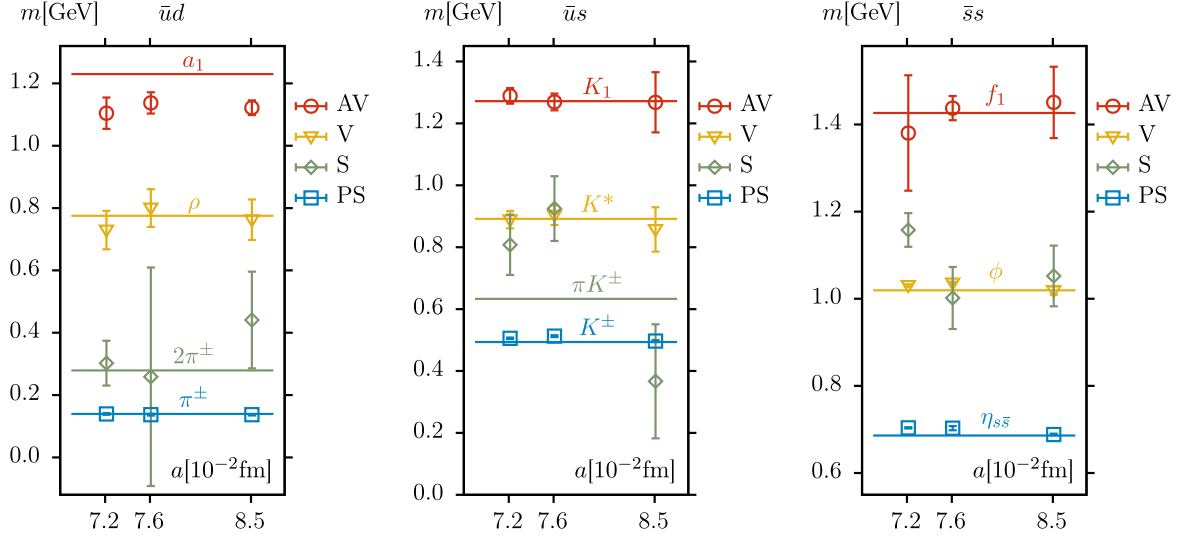 m[GeV] ūd
1.2
1.0
0.8
0.6
0.4
0.2
0.0
a₁
ρ
2π±
π±
a[10⁻²fm]
7.2 7.6 8.5
AV
V
S
PS
m[GeV] ūs
1.4
1.2
1.0
0.8
0.6
0.4
0.2
0.0
K₁
K*
πK±
K±
a[10⁻²fm]
7.2 7.6 8.5
AV
V
S
PS
m[GeV] s̄s
1.4
1.2
1.0
0.8
0.6
f₁
ϕ
ηss̄
a[10⁻²fm]
7.2 7.6 8.5
AV
V
S
PS